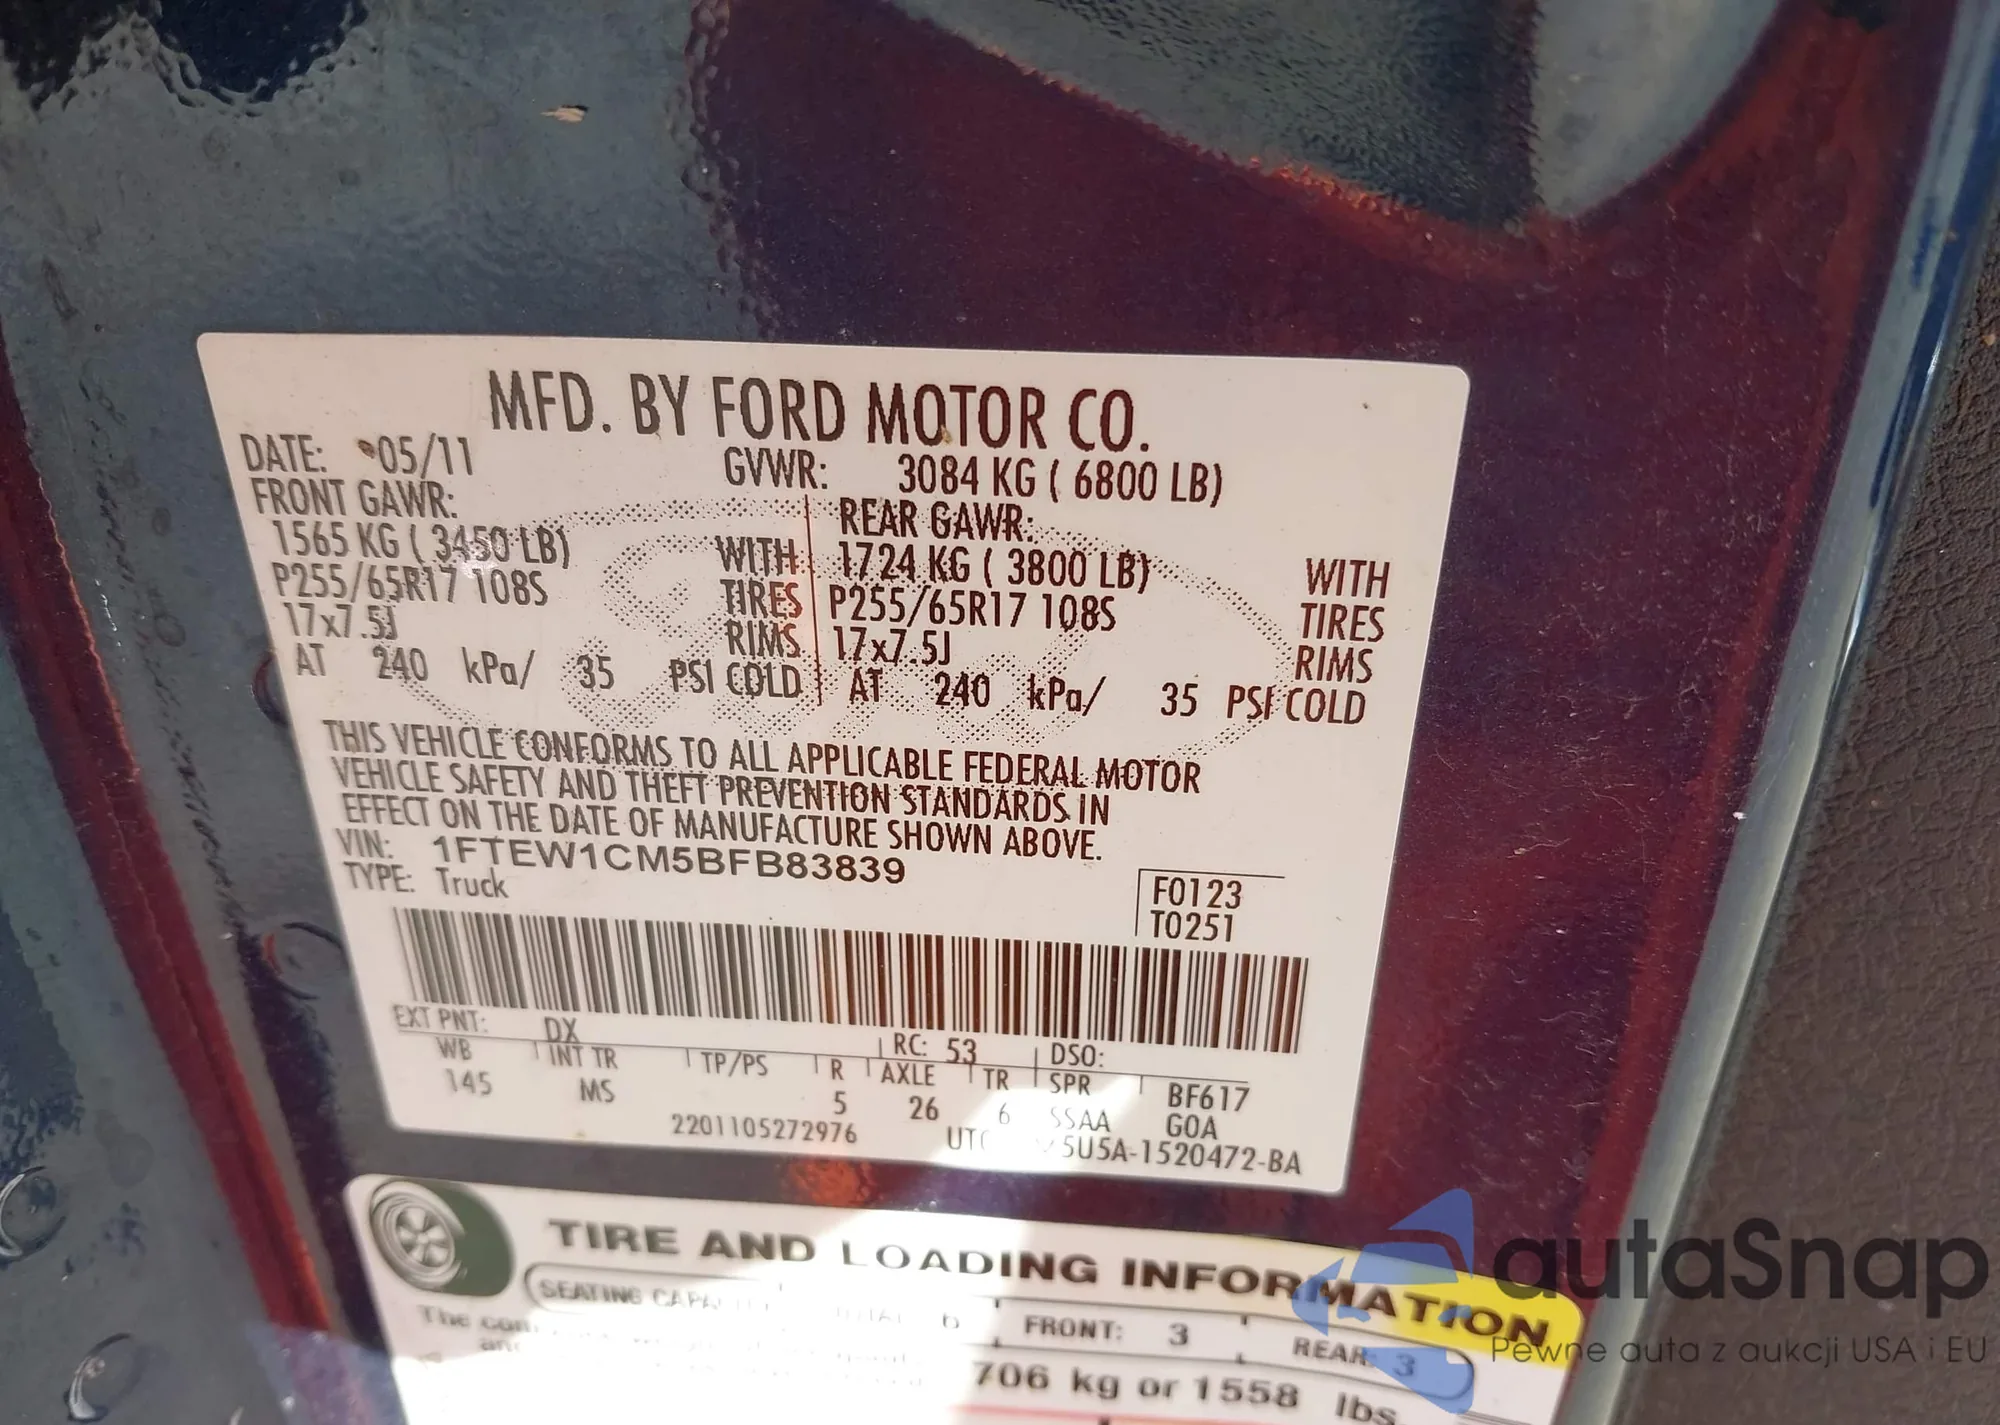 MFD. BY FORD MOTOR CO.
DATE: 05/11 GVWR: 3084 KG ( 6800 LB)
FRONT GAWR: REAR GAWR:
1565 KG ( 3450 LB) WITH 1724 KG ( 3800 LB) WITH
P255/65R17 108S TIRES P255/65R17 108S TIRES
17x7.5J RIMS 17x7.5J RIMS
AT 240 kPa/ 35 PSI COLD AT 240 kPa/ 35 PSI COLD
THIS VEHICLE CONFORMS TO ALL APPLICABLE FEDERAL MOTOR
VEHICLE SAFETY AND THEFT PREVENTION STANDARDS IN
EFFECT ON THE DATE OF MANUFACTURE SHOWN ABOVE.
VIN: 1FTEW1CM5BFB83839
TYPE: Truck
F0123
T0251
EXT PNT: DX RC: 53 DSO:
WB INT TR TP/PS R AXLE TR SPR BF617
145 MS 5 26 6 SSAA GOA
2201105272976 5U5A-1520472-BA
TIRE AND LOADING INFORMATION
SEATING FRONT: 3 REAR: 3
The
706 kg or 1558 lbs.
autaSnap
Pewne auta z aukcji USA i EU